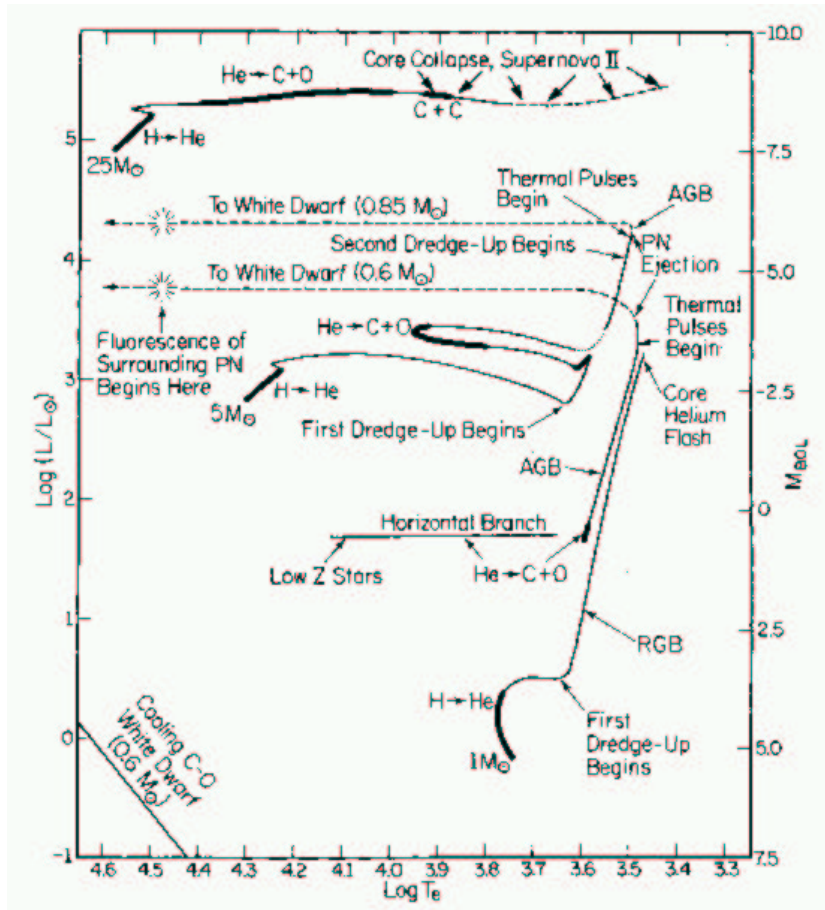 He→C+O
Core Collapse, Supernova II
C+C
H→He
25M⊙
Thermal Pulses
Begin
AGB
To White Dwarf (0.85 M⊙)
Second Dredge-Up Begins
PN
Ejection
To White Dwarf (0.6 M⊙)
He→C+O
Thermal
Pulses
Begin
Fluorescence of
Surrounding PN
Begins Here
H→He
5M⊙
Core
Helium
Flash
First Dredge-Up Begins
AGB
Horizontal Branch
Low Z Stars
He→C+O
RGB
H→He
First
Dredge-Up
Begins
1M⊙
Cooling C-O
White Dwarf
(0.6 M⊙)
Log (L/L⊙)
5
4
3
2
1
0
-1
-10.0
-7.5
-5.0
-2.5
0
2.5
5.0
7.5
MBOL
4.6 4.5 4.4 4.3 4.2 4.1 4.0 3.9 3.8 3.7 3.6 3.5 3.4 3.3
Log Te